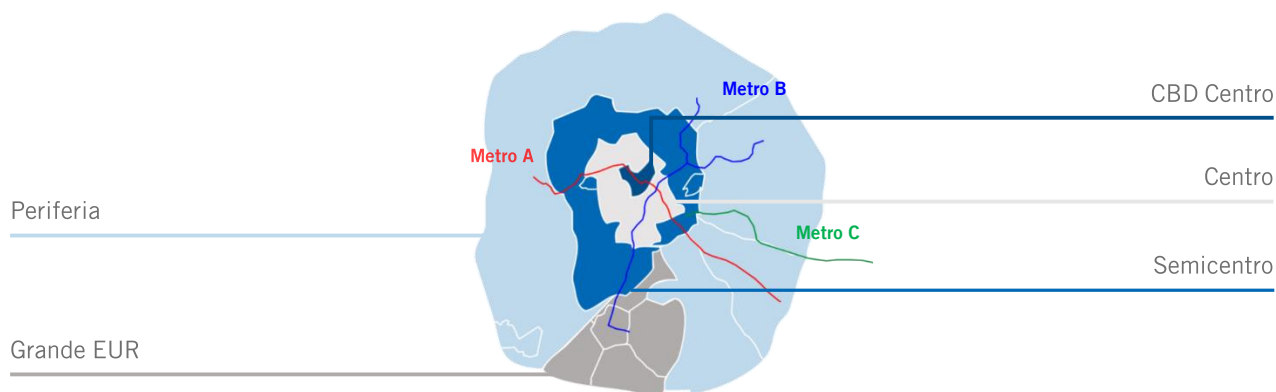 Metro B
CBD Centro
Metro A
Centro
Periferia
Metro C
Semicentro
Grande EUR